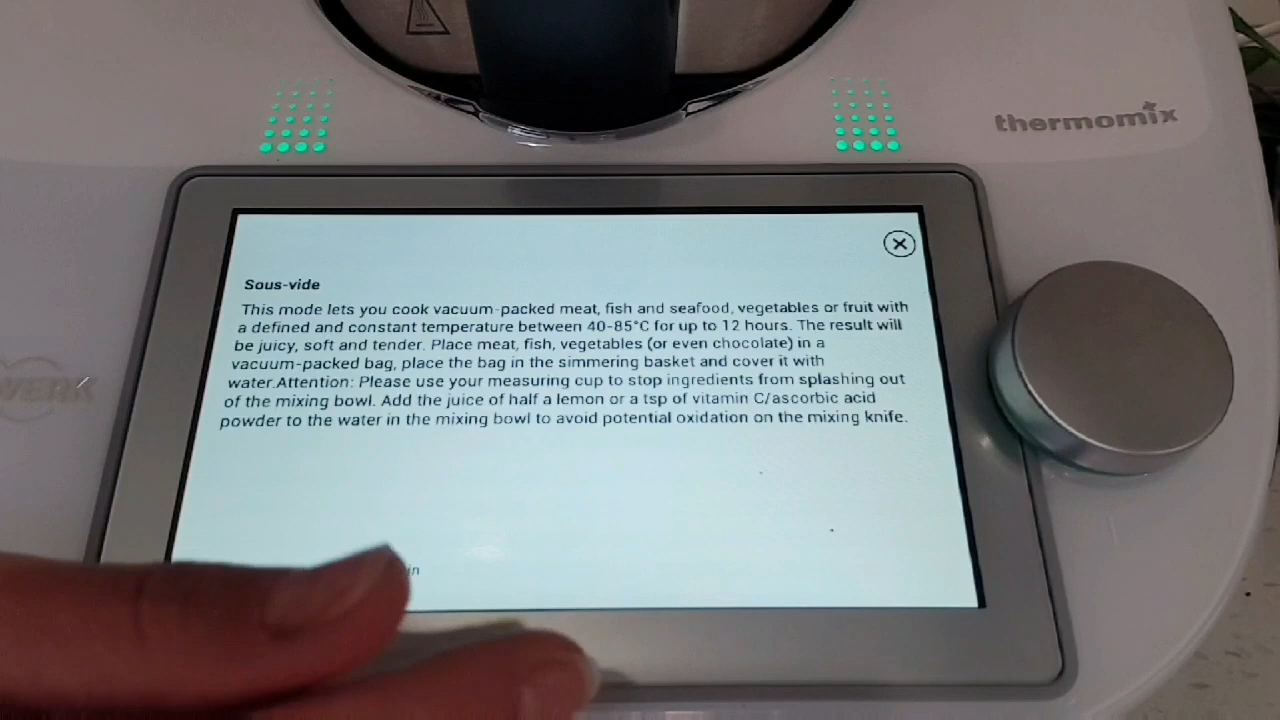 thermomix
Sous-vide
This mode lets you cook vacuum-packed meat, fish and seafood, vegetables or fruit with
a defined and constant temperature between 40-85°C for up to 12 hours. The result will
be juicy, soft and tender. Place meat, fish, vegetables (or even chocolate) in a
vacuum-packed bag, place the bag in the simmering basket and cover it with
water.Attention: Please use your measuring cup to stop ingredients from splashing out
of the mixing bowl. Add the juice of half a lemon or a tsp of vitamin C/ascorbic acid
powder to the water in the mixing bowl to avoid potential oxidation on the mixing knife.